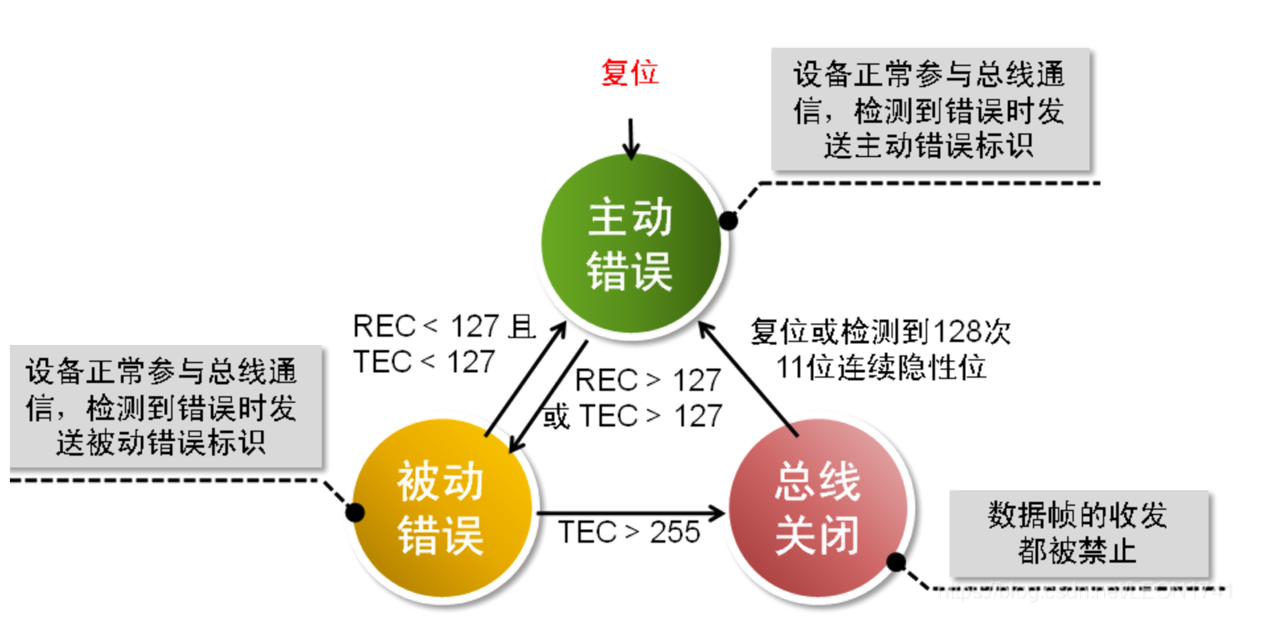 复位
设备正常参与总线通
信，检测到错误时发
送主动错误标识
主动
错误
REC < 127 且
TEC < 127
复位或检测到128次
11位连续隐性位
设备正常参与总线通
信，检测到错误时发
送被动错误标识
REC > 127
或 TEC > 127
被动
错误
TEC > 255
总线
关闭
数据帧的收发
都被禁止